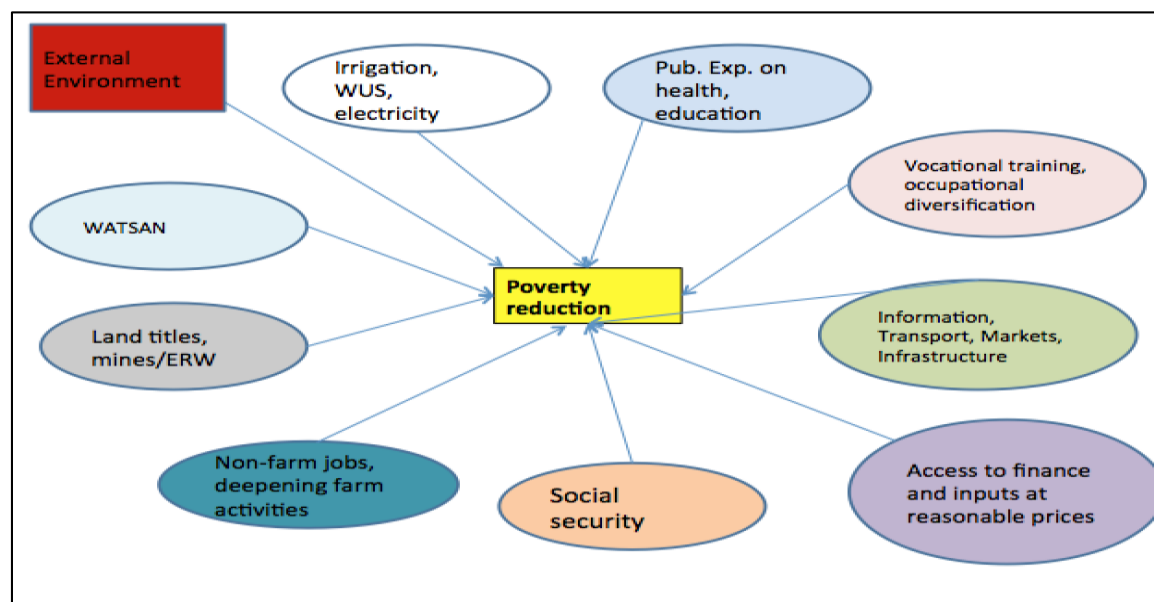 External
Environment
Irrigation,
WUS,
electricity
Pub. Exp. on
health,
education
Vocational training,
occupational
diversification
WATSAN
Poverty
reduction
Information,
Transport, Markets,
Infrastructure
Land titles,
mines/ERW
Non-farm jobs,
deepening farm
activities
Social
security
Access to finance
and inputs at
reasonable prices